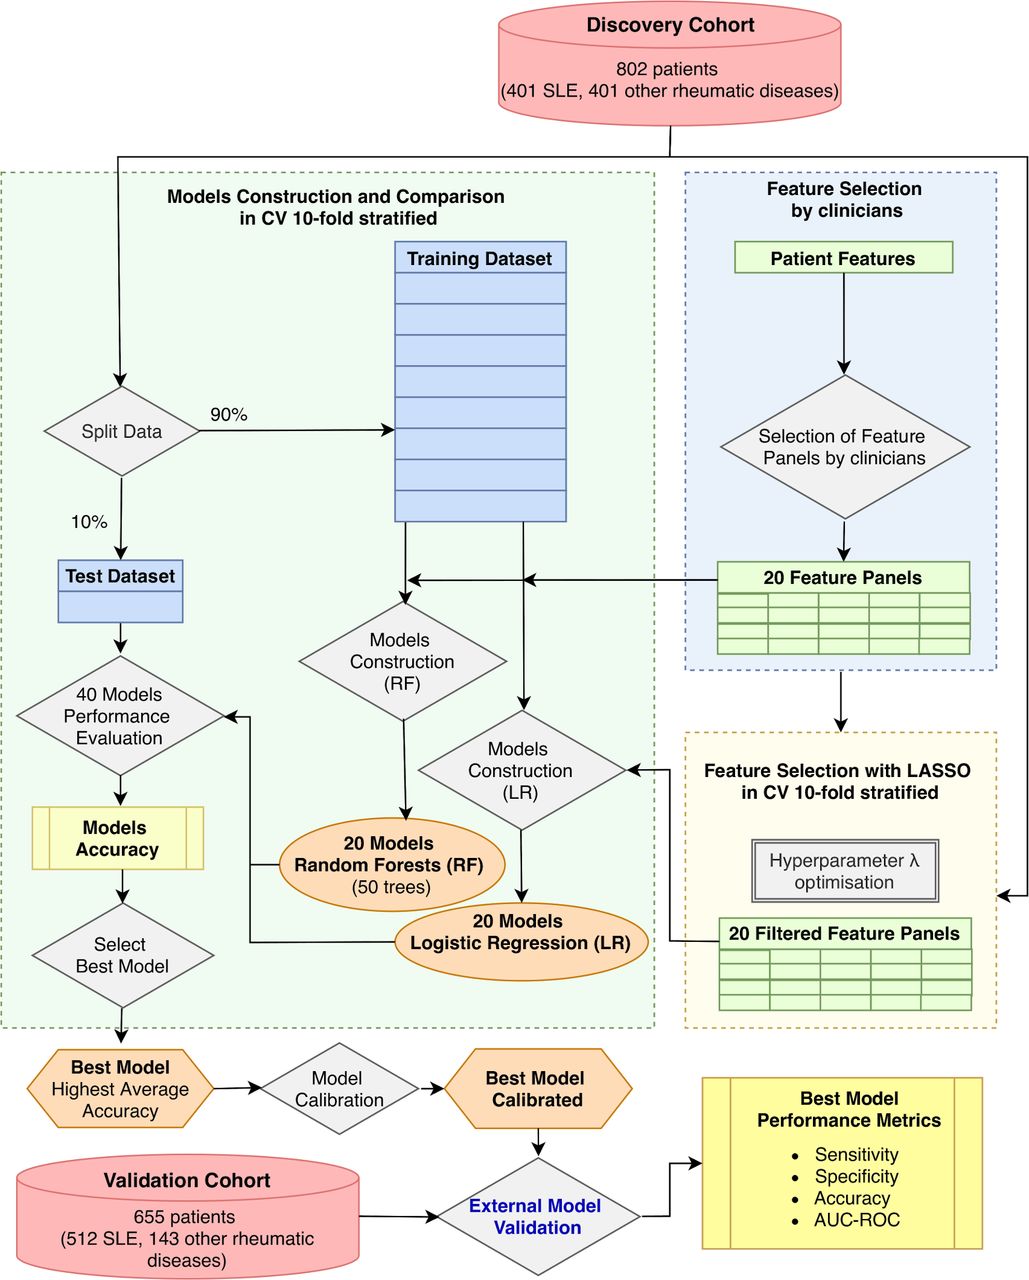 Discovery Cohort
802 patients
(401 SLE, 401 other rheumatic diseases)
Models Construction and Comparison
in CV 10-fold stratified
Feature Selection
by clinicians
Training Dataset
Patient Features
Split Data
90%
Selection of Feature
Panels by clinicians
10%
Test Dataset
20 Feature Panels
Models
Construction
(RF)
40 Models
Performance
Evaluation
Models
Construction
(LR)
Feature Selection with LASSO
in CV 10-fold stratified
Models
Accuracy
20 Models
Random Forests (RF)
(50 trees)
Hyperparameter λ
optimisation
20 Models
Logistic Regression (LR)
20 Filtered Feature Panels
Select
Best Model
Best Model
Highest Average
Accuracy
Model
Calibration
Best Model
Calibrated
Best Model
Performance Metrics
• Sensitivity
• Specificity
• Accuracy
• AUC-ROC
Validation Cohort
655 patients
(512 SLE, 143 other rheumatic
diseases)
External Model
Validation